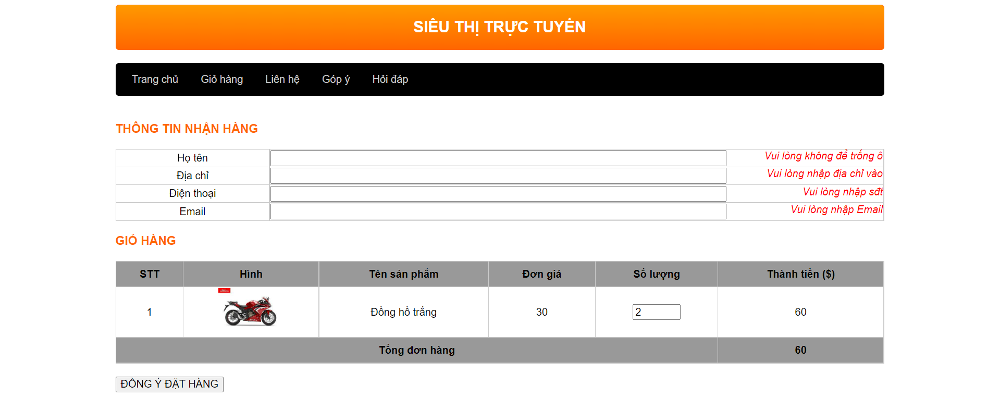 SIÊU THỊ TRỰC TUYẾN
Trang chủ Giỏ hàng Liên hệ Góp ý Hỏi đáp
THÔNG TIN NHẬN HÀNG
Họ tên Vui lòng không để trống ô
Địa chỉ Vui lòng nhập địa chỉ vào
Điện thoại Vui lòng nhập sđt
Email Vui lòng nhập Email
GIỎ HÀNG
STT Hình Tên sản phẩm Đơn giá Số lượng Thành tiền ($)
1 Đồng hồ trắng 30 2 60
Tổng đơn hàng 60
ĐỒNG Ý ĐẶT HÀNG